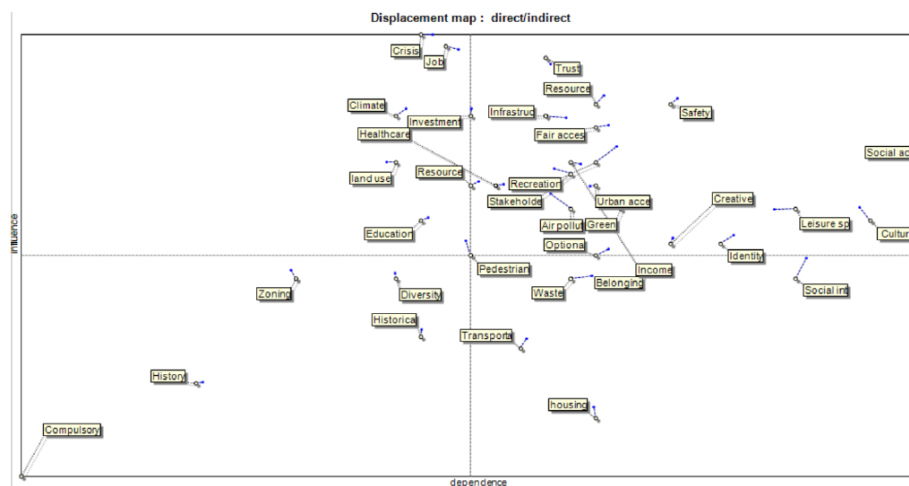 Displacement map : direct/indirect
Crisis
Job
Trust
Resource
Climate
Investment
Infrastruc
Safety
Healthcare
Fair acces
Social ac
land use
Resource
Recreation
Stakeholde
Urban acce
Creative
Education
Air pollut
Green
Leisure sp
Cultur
influence
Optiona
Identity
Pedestrian
Income
Zoning
Diversity
Waste
Belonging
Social int
Historica
Transporta
History
housing
Compulsory
dependence